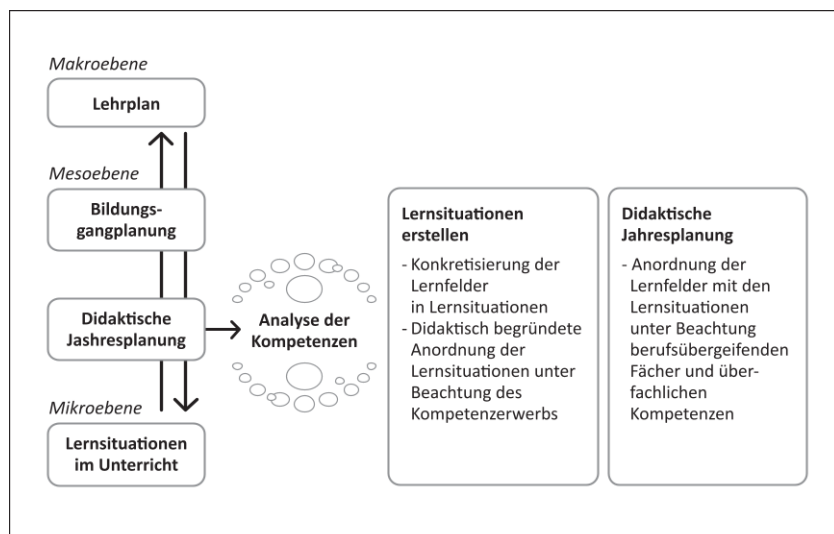 Makroebene
Lehrplan
Mesoebene
Bildungs-
gangplanung
Didaktische
Jashresplanung
Mikroebene
Lernsituationen
im Unterricht
Analyse der
Kompetenzen
Lernsituationen
erstellen
- Konkretisierung der
Lernfelder
in Lernsituationen
- Didaktisch begründete
Anordnung der
Lernsituationen unter
Beachtung des
Kompetenzerwerbs
Didaktische
Jahresplanung
- Anordnung der
Lernfelder mit den
Lernsituationen
unter Beachtung
berufsübergeifenden
Fächer und über-
fachlichen
Kompetenzen